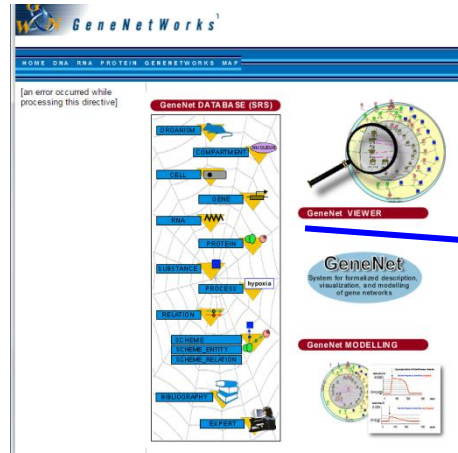 GeneNetWorks
HOME DNA RNA PROTEIN GENENETWORKS MAP
[an error occurred while
processing this directive]
GeneNet DATABASE (SRS)
ORGANISM
COMPARTMENT
NUCLEUS
CELL
GENE
RNA
PROTEIN
SUBSTANCE
PROCESS
hypoxia
RELATION
SCHEME
SCHEME_ENTITY
SCHEME_RELATION
BIBLIOGRAPHY
EXPERT
GeneNet VIEWER
GeneNet
System for formalized description,
visualization, and modelling
of gene networks
GeneNet MODELLING